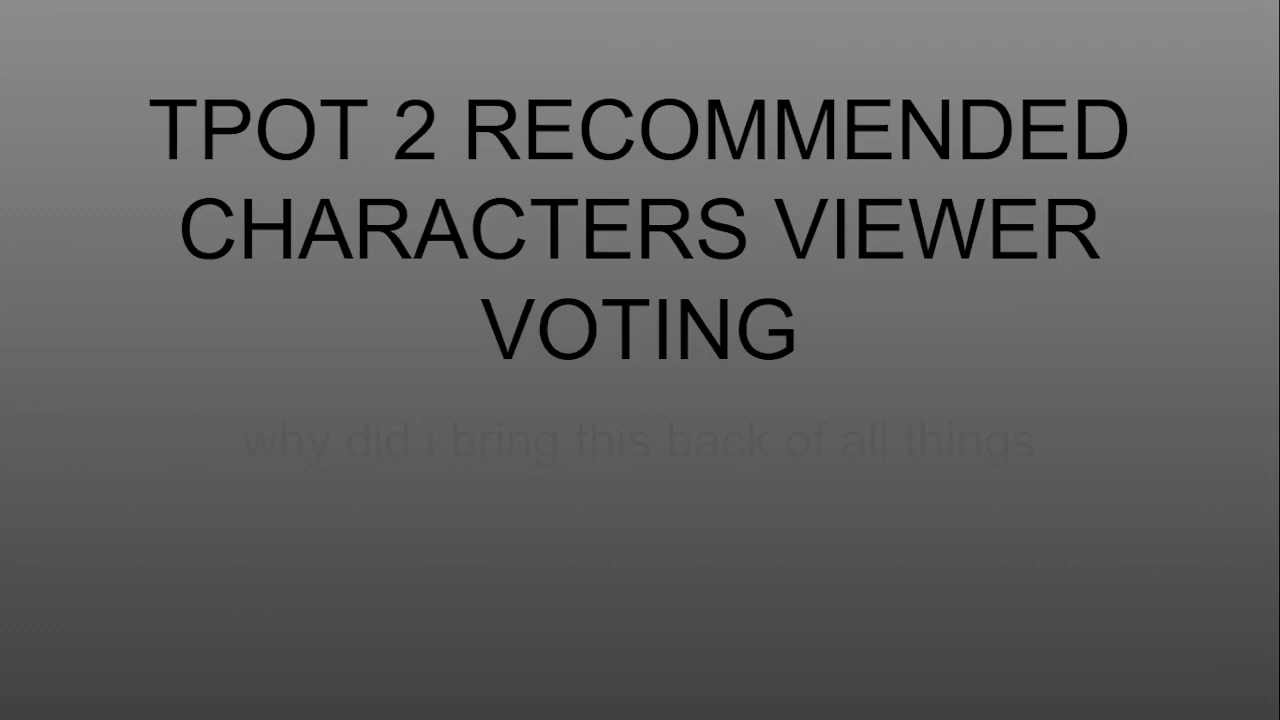 TPOT 2 RECOMMENDED
CHARACTERS VIEWER
VOTING
why did i bring this back of all things